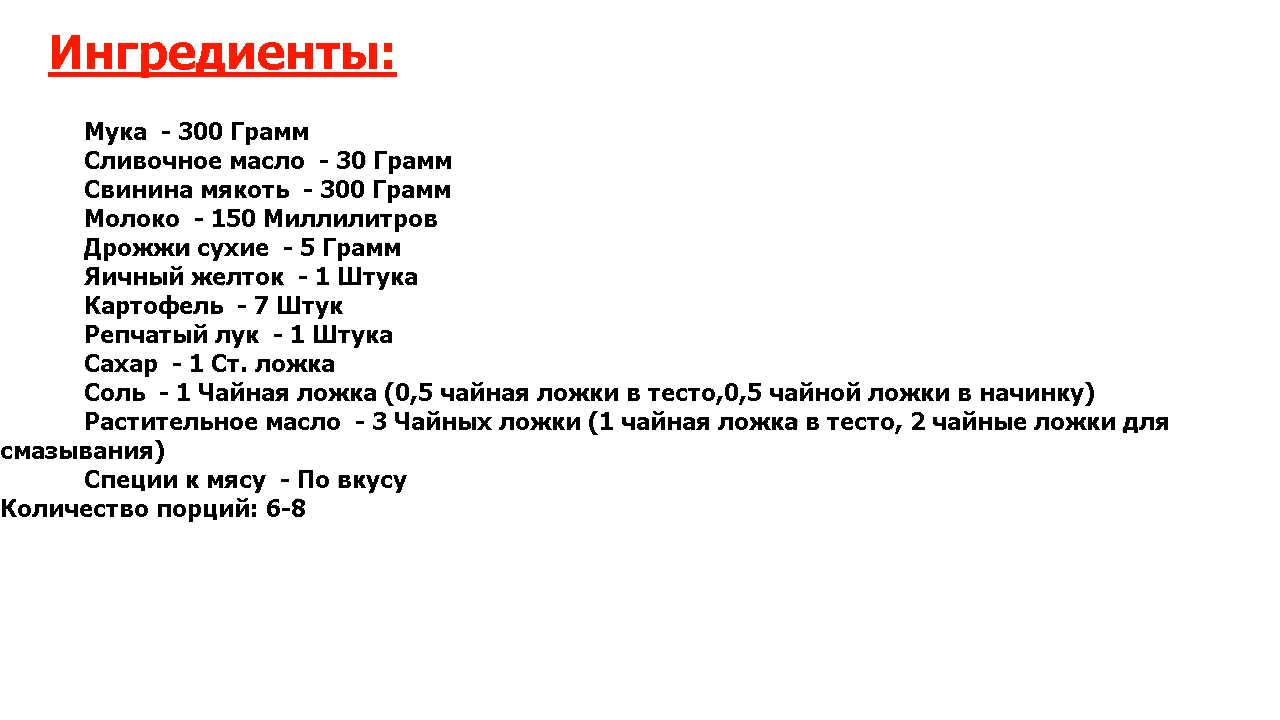 Ингредиенты:
Мука  - 300 Грамм
Сливочное масло  - 30 Грамм
Свинина мякоть  - 300 Грамм
Молоко  - 150 Миллилитров
Дрожжи сухие  - 5 Грамм
Яичный желток  - 1 Штука
Картофель  - 7 Штук
Репчатый лук  - 1 Штука
Сахар  - 1 Ст. ложка
Соль  - 1 Чайная ложка (0,5 чайная ложки в тесто,0,5 чайной ложки в начинку)
Растительное масло  - 3 Чайных ложки (1 чайная ложка в тесто, 2 чайные ложки для
смазывания)
Специи к мясу  - По вкусу
Количество порций: 6-8